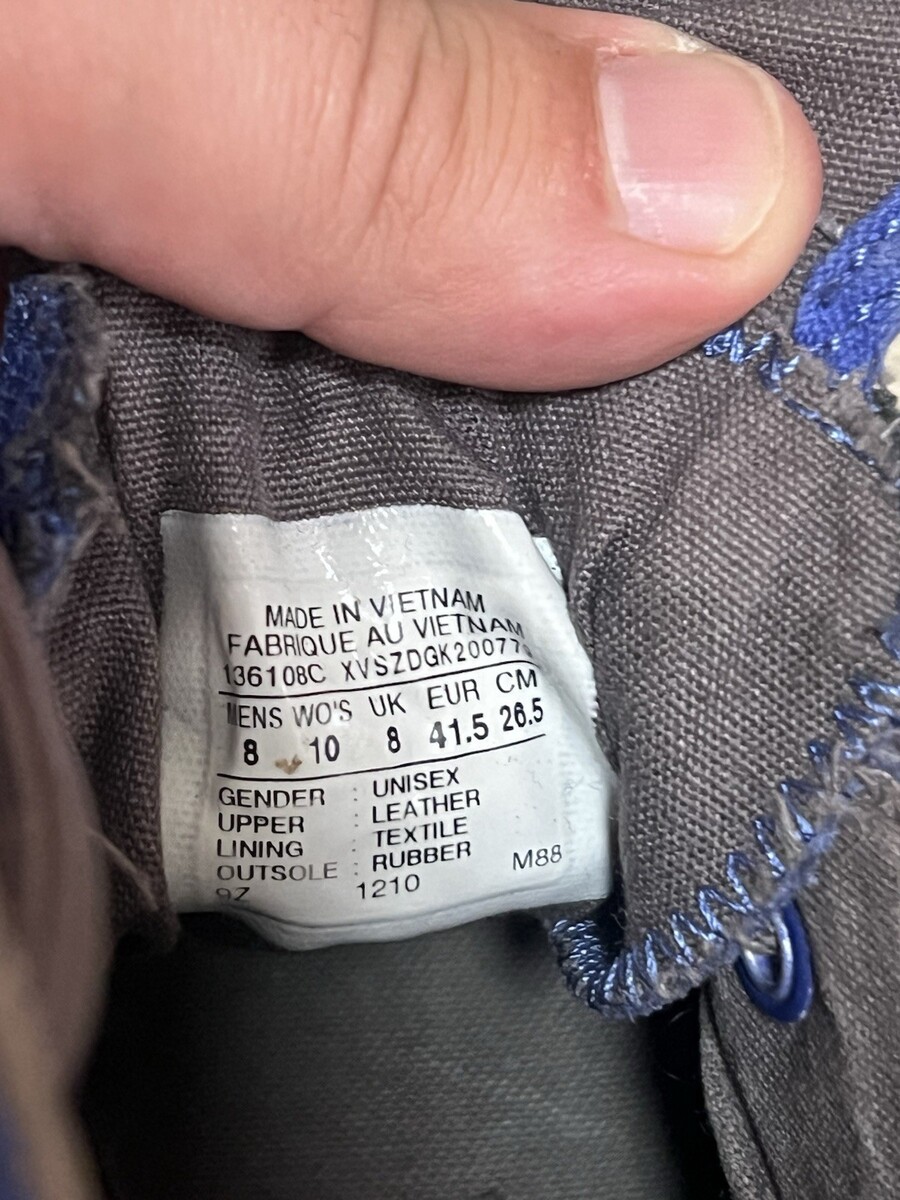 MADE IN VIETNAM
FABRIQUE AU VIETNAM
136108C
MENS WO'S UK EUR CM
8 10 8 41.5 26.5
GENDER : UNISEX
UPPER : LEATHER
LINING : TEXTILE
OUTSOLE : RUBBER M88
9Z 1210